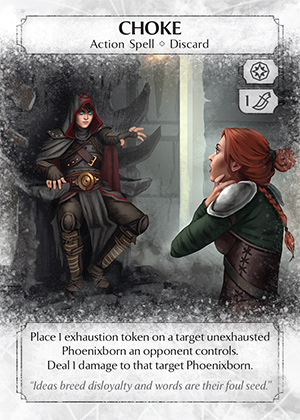 CHOKE
Action Spell ⋄ Discard
1
Place 1 exhaustion token on a target unexhausted
Phoenixborn an opponent controls.
Deal 1 damage to that target Phoenixborn.
"Ideas breed disloyalty and words are their foul seed."